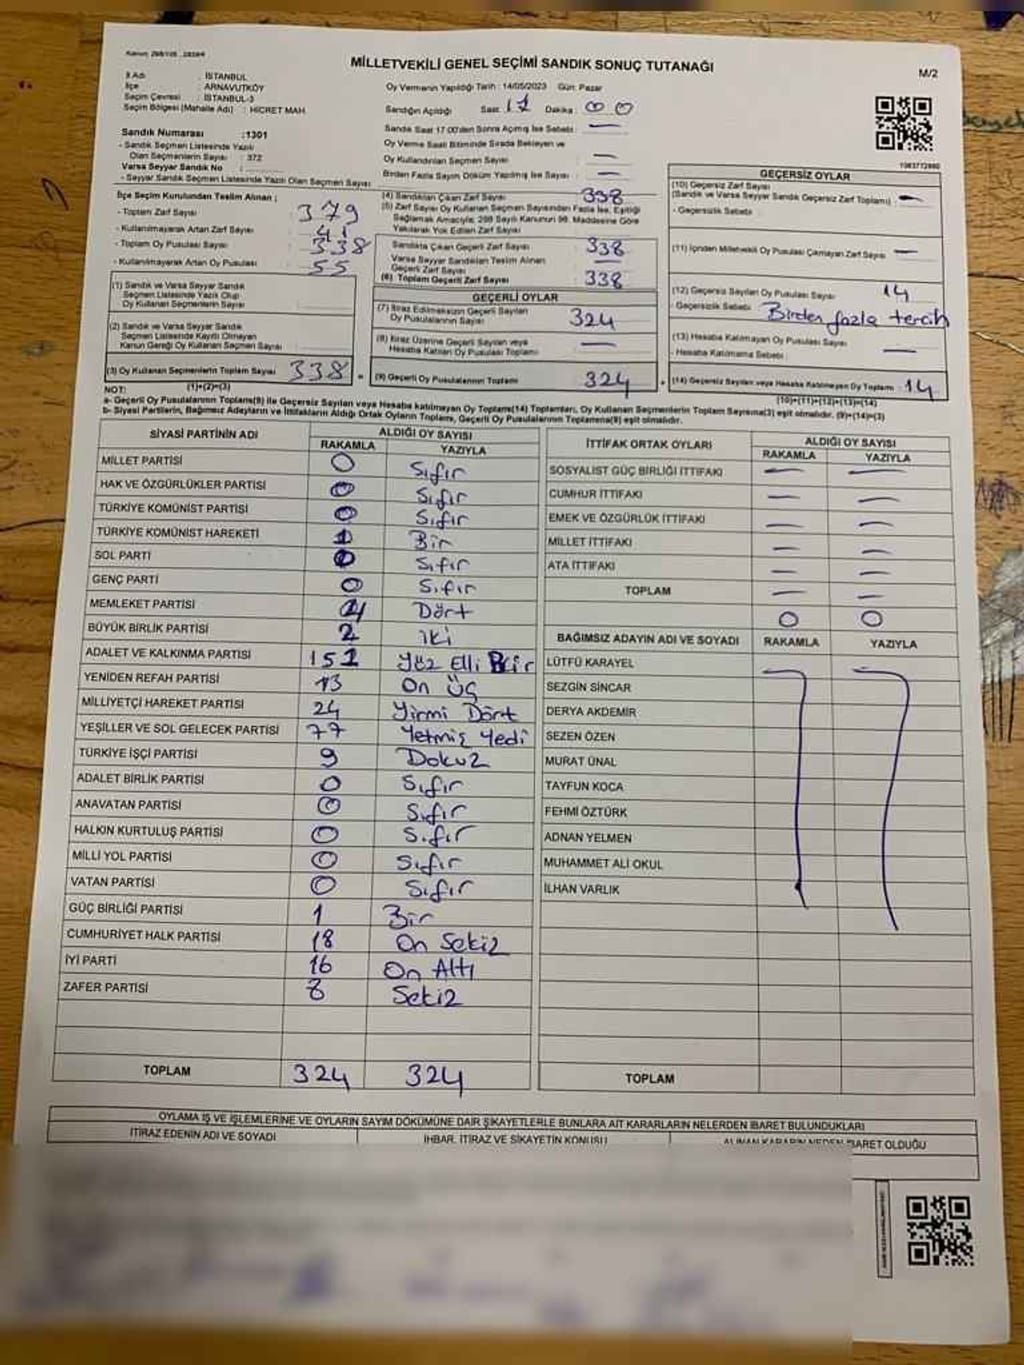 Kanun: 298/105 , 2839/4
MİLLETVEKİLİ GENEL SEÇİMİ SANDIK SONUÇ TUTANAĞI
M/2
İl Adı : İSTANBUL
İlçe : ARNAVUTKÖY
Seçim Çevresi : İSTANBUL-3
Seçim Bölgesi (Mahalle Adı) : HİCRET MAH.
Sandık Numarası :1301
- Sandık Seçmen Listesinde Yazılı
Olan Seçmenlerin Sayısı : 372
Varsa Seyyar Sandık No :
- Seyyar Sandık Seçmen Listesinde Yazılı Olan Seçmen Sayısı
Oy Vermenin Yapıldığı Tarih : 14/05/2023 Gün: Pazar
Sandığın Açıldığı Saat: 17 Dakika: 00
Sandık Saat 17:00'den Sonra Açılmış İse Sebebi: —
Oy Verme Saati Bitiminde Sırada Bekleyen ve
Oy Kullandırılan Seçmen Sayısı : —
Birden Fazla Sayım Döküm Yapılmış İse Sayısı : —
1083772860
İlçe Seçim Kurulundan Teslim Alınan ;
- Toplam Zarf Sayısı : 379
- Kullanılmayarak Artan Zarf Sayısı : 41
- Toplam Oy Pusulası Sayısı : 338
- Kullanılmayarak Artan Oy Pusulası : 55
(1) Sandık ve Varsa Seyyar Sandık
Seçmen Listesinde Yazılı Olup
Oy Kullanan Seçmenlerin Sayısı :
(2) Sandık ve Varsa Seyyar Sandık
Seçmen Listesinde Kayıtlı Olmayan
Kanun Gereği Oy Kullanan Seçmen Sayısı :
(3) Oy Kullanan Seçmenlerin Toplam Sayısı : 338
(1)+(2)=(3)
(4) Sandıktan Çıkan Zarf Sayısı : 338
(5) Zarf Sayısı Oy Kullanan Seçmen Sayısından Fazla İse, Eşitliği
Sağlamak Amacıyla; 298 Sayılı Kanunun 98. Maddesine Göre
Yakılarak Yok Edilen Zarf Sayısı :
Sandıkta Çıkan Geçerli Zarf Sayısı : 338
Varsa Seyyar Sandıktan Teslim Alınan
Geçerli Zarf Sayısı : —
(6) Toplam Geçerli Zarf Sayısı : 338
GEÇERLİ OYLAR
(7) İtiraz Edilmeksizin Geçerli Sayılan
Oy Pusulalarının Sayısı : 324
(8) İtiraz Üzerine Geçerli Sayılan veya
Hesaba Katılan Oy Pusulası Toplamı : —
(9) Geçerli Oy Pusulalarının Toplamı : 324
GEÇERSİZ OYLAR
(10) Geçersiz Zarf Sayısı
(Sandık ve Varsa Seyyar Sandık Geçersiz Zarf Toplamı) : —
- Geçersizlik Sebebi :
(11) İçinden Milletvekili Oy Pusulası Çıkmayan Zarf Sayısı : —
(12) Geçersiz Sayılan Oy Pusulası Sayısı : 14
- Geçersizlik Sebebi : Birden fazla tercih
(13) Hesaba Katılmayan Oy Pusulası Sayısı : —
- Hesaba Katılmama Sebebi :
(14) Geçersiz Sayılan veya Hesaba Katılmayan Oy Toplamı : 14
(10)+(11)+(12)+(13)=(14)
NOT:
a- Geçerli Oy Pusulalarının Toplamı(9) ile Geçersiz Sayılan veya Hesaba katılmayan Oy Toplamı(14) Toplamları, Oy Kullanan Seçmenlerin Toplam Sayısına(3) eşit olmalıdır. (9)+(14)=(3)
b- Siyasi Partilerin, Bağımsız Adayların ve İttifakların Aldığı Ortak Oyların Toplamı, Geçerli Oy Pusulalarının Toplamına(9) eşit olmalıdır.
SİYASİ PARTİNİN ADI ALDIĞI OY SAYISI
RAKAMLA YAZIYLA
MİLLET PARTİSİ 0 Sıfır
HAK VE ÖZGÜRLÜKLER PARTİSİ 0 Sıfır
TÜRKİYE KOMÜNİST PARTİSİ 0 Sıfır
TÜRKİYE KOMÜNİST HAREKETİ 1 Bir
SOL PARTİ 0 Sıfır
GENÇ PARTİ 0 Sıfır
MEMLEKET PARTİSİ 4 Dört
BÜYÜK BİRLİK PARTİSİ 2 iki
ADALET VE KALKINMA PARTİSİ 151 Yüz Elli Bir
YENİDEN REFAH PARTİSİ 13 On Üç
MİLLİYETÇİ HAREKET PARTİSİ 24 Yirmi Dört
YEŞİLLER VE SOL GELECEK PARTİSİ 77 Yetmiş Yedi
TÜRKİYE İŞÇİ PARTİSİ 9 Dokuz
ADALET BİRLİK PARTİSİ 0 Sıfır
ANAVATAN PARTİSİ 0 Sıfır
HALKIN KURTULUŞ PARTİSİ 0 Sıfır
MİLLİ YOL PARTİSİ 0 Sıfır
VATAN PARTİSİ 0 Sıfır
GÜÇ BİRLİĞİ PARTİSİ 1 Bir
CUMHURİYET HALK PARTİSİ 18 On Sekiz
İYİ PARTİ 16 On Altı
ZAFER PARTİSİ 8 Sekiz
TOPLAM 324 324
İTTİFAK ORTAK OYLARI ALDIĞI OY SAYISI
RAKAMLA YAZIYLA
SOSYALİST GÜÇ BİRLİĞİ İTTİFAKI — —
CUMHUR İTTİFAKI — —
EMEK VE ÖZGÜRLÜK İTTİFAKI — —
MİLLET İTTİFAKI — —
ATA İTTİFAKI — —
TOPLAM — —
0 0
BAĞIMSIZ ADAYIN ADI VE SOYADI RAKAMLA YAZIYLA
LÜTFÜ KARAYEL
SEZGİN SİNCAR
DERYA AKDEMİR
SEZEN ÖZEN
MURAT ÜNAL
TAYFUN KOCA
FEHMİ ÖZTÜRK
ADNAN YELMEN
MUHAMMET ALİ OKUL
İLHAN VARLIK
TOPLAM
OYLAMA İŞ VE İŞLEMLERİNE VE OYLARIN SAYIM DÖKÜMÜNE DAİR ŞİKAYETLERLE BUNLARA AİT KARARLARIN NELERDEN İBARET BULUNDUKLARI
İTİRAZ EDENİN ADI VE SOYADI İHBAR, İTİRAZ VE ŞİKAYETİN KONUSU ALINAN KARARIN NEDEN İBARET OLDUĞU